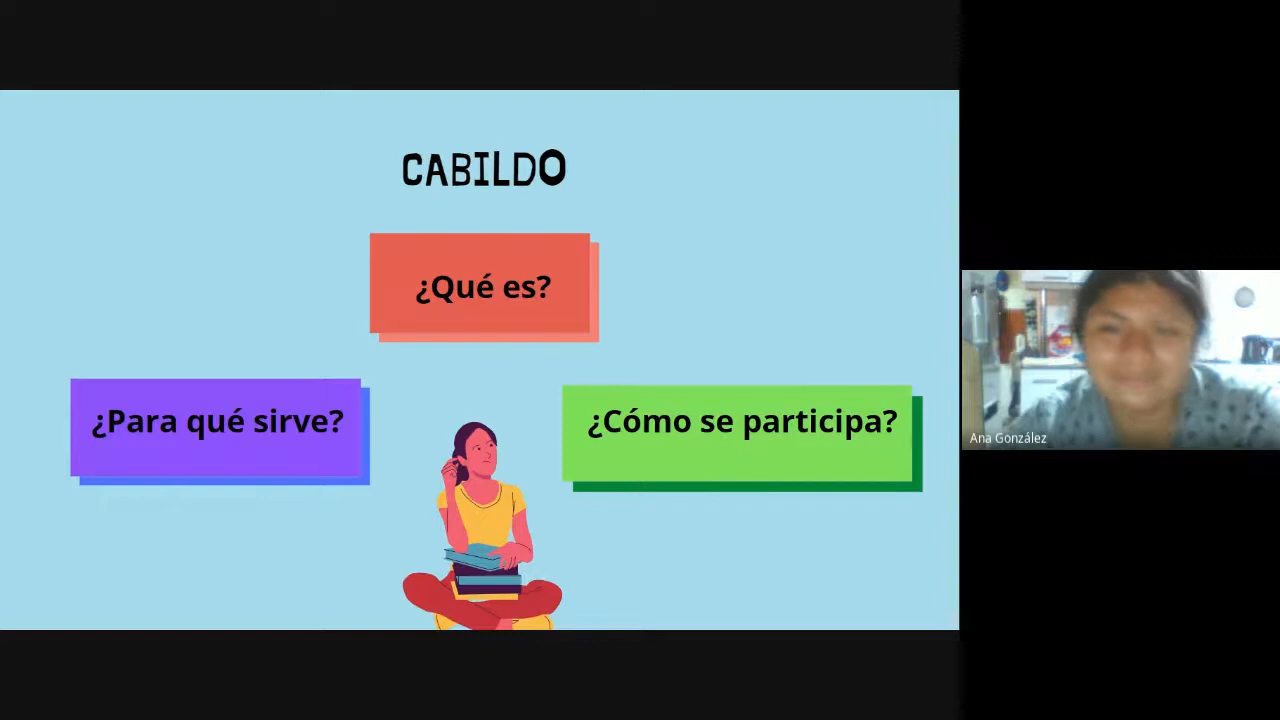 CABILDO
¿Qué es?
¿Para qué sirve?
¿Cómo se participa?
Ana González